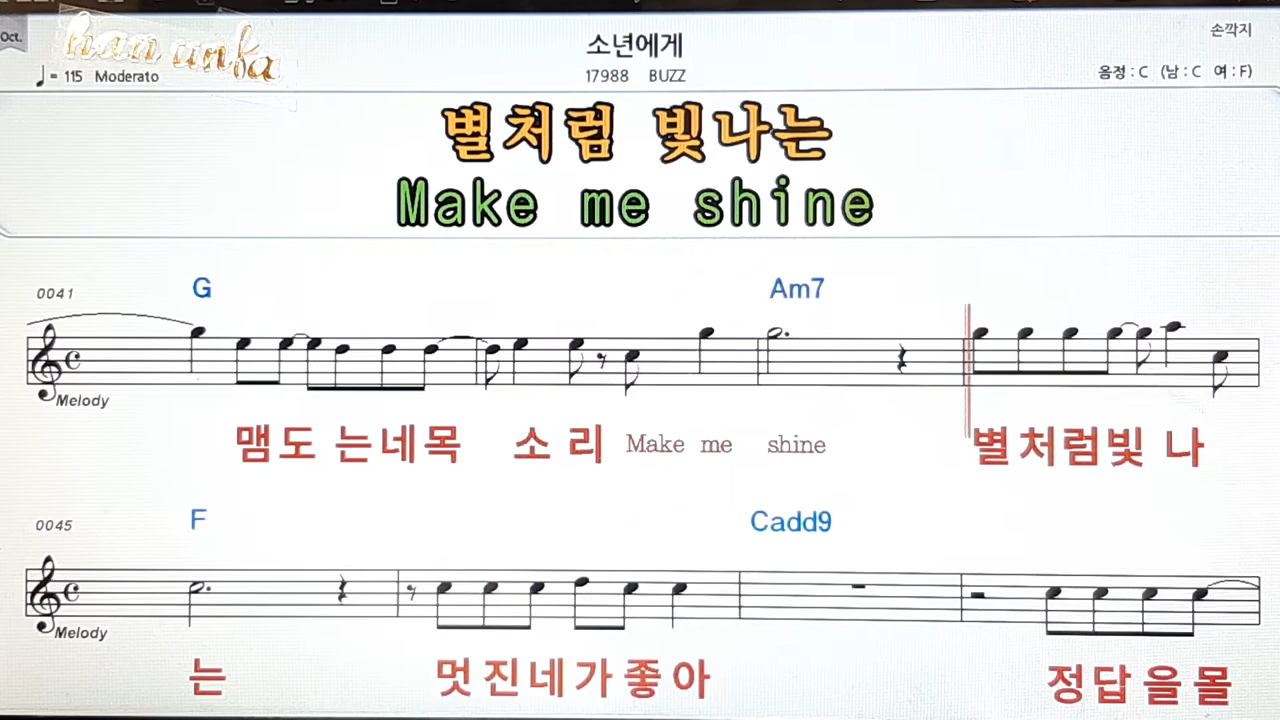 Oct.
han unka
소년에게
손깍지
♩= 115 Moderato
17988 BUZZ
음정 : C (남 : C 여 : F)
별처럼 빛나는
Make me shine
0041
G
Am7
Melody
맴도 는네목 소 리 Make me shine 별처럼빛 나
0045
F
Cadd9
Melody
는 멋진네가좋아 정답을몰